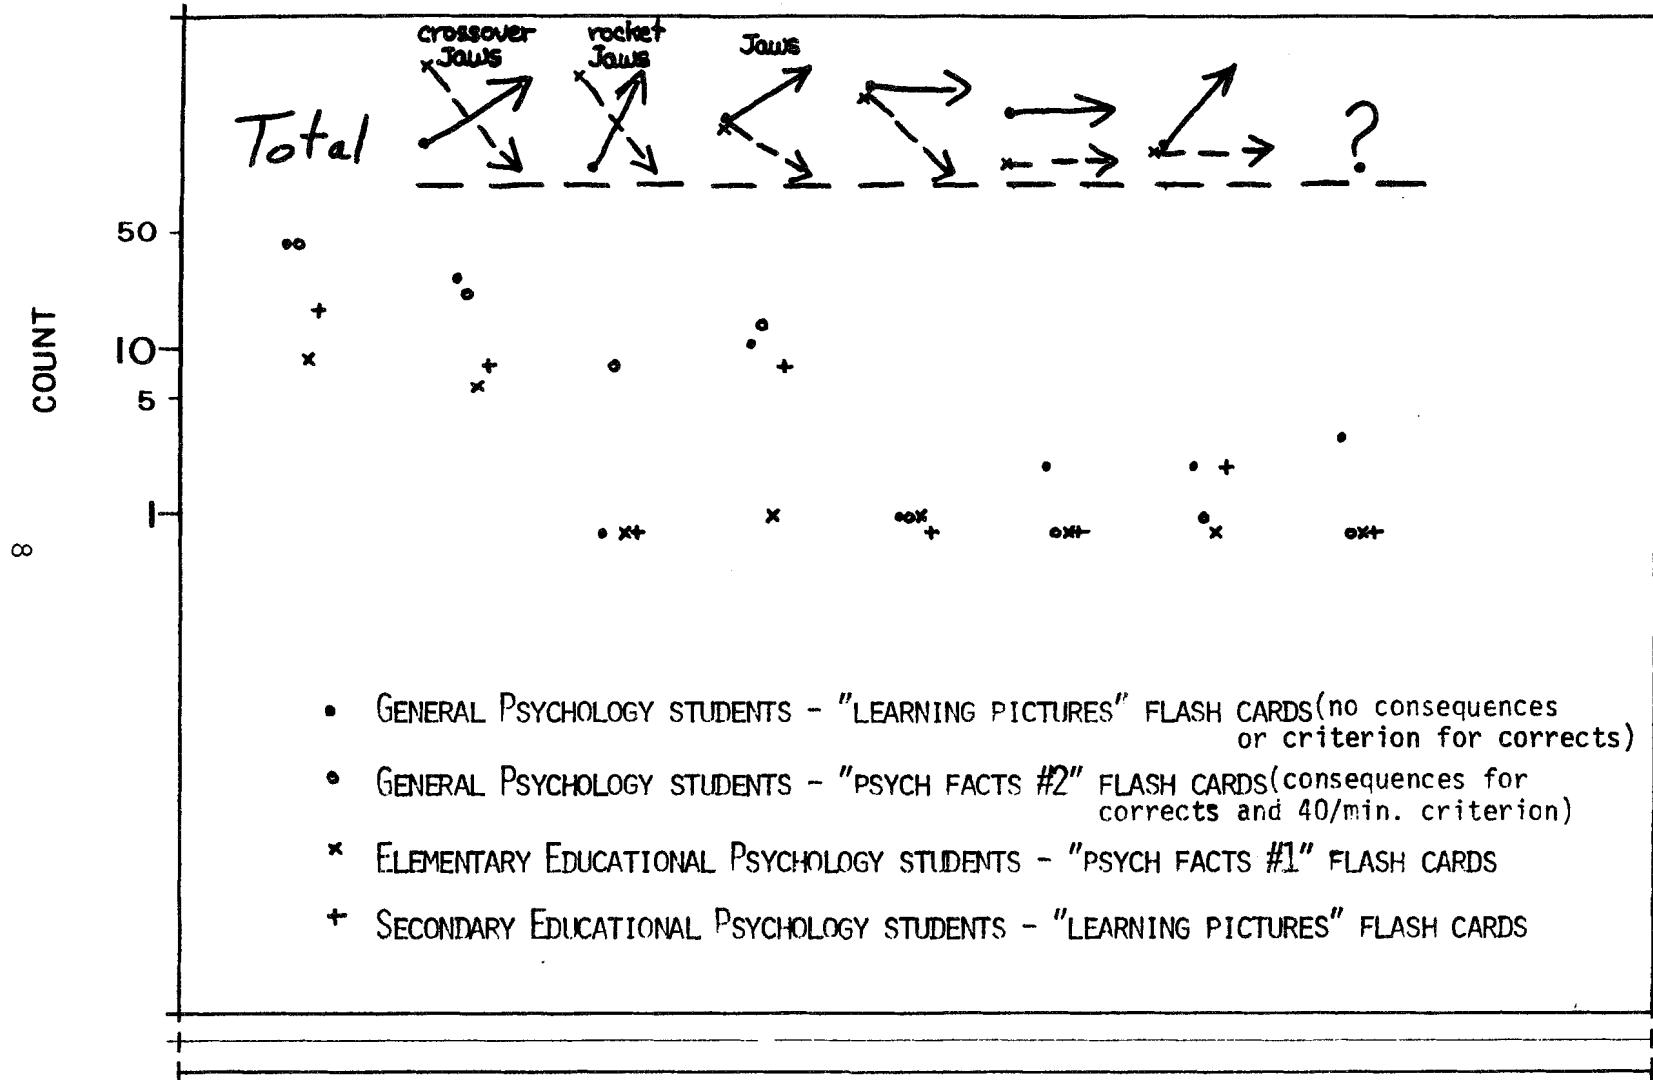 crossover rocket Jaws
Jaws Jaws
Total ?
50
10
5
1
COUNT
8
• GENERAL PSYCHOLOGY STUDENTS - "LEARNING PICTURES" FLASH CARDS(no consequences
or criterion for corrects)
o GENERAL PSYCHOLOGY STUDENTS - "PSYCH FACTS #2" FLASH CARDS(consequences for
corrects and 40/min. criterion)
x ELEMENTARY EDUCATIONAL PSYCHOLOGY STUDENTS - "PSYCH FACTS #1" FLASH CARDS
+ SECONDARY EDUCATIONAL PSYCHOLOGY STUDENTS - "LEARNING PICTURES" FLASH CARDS